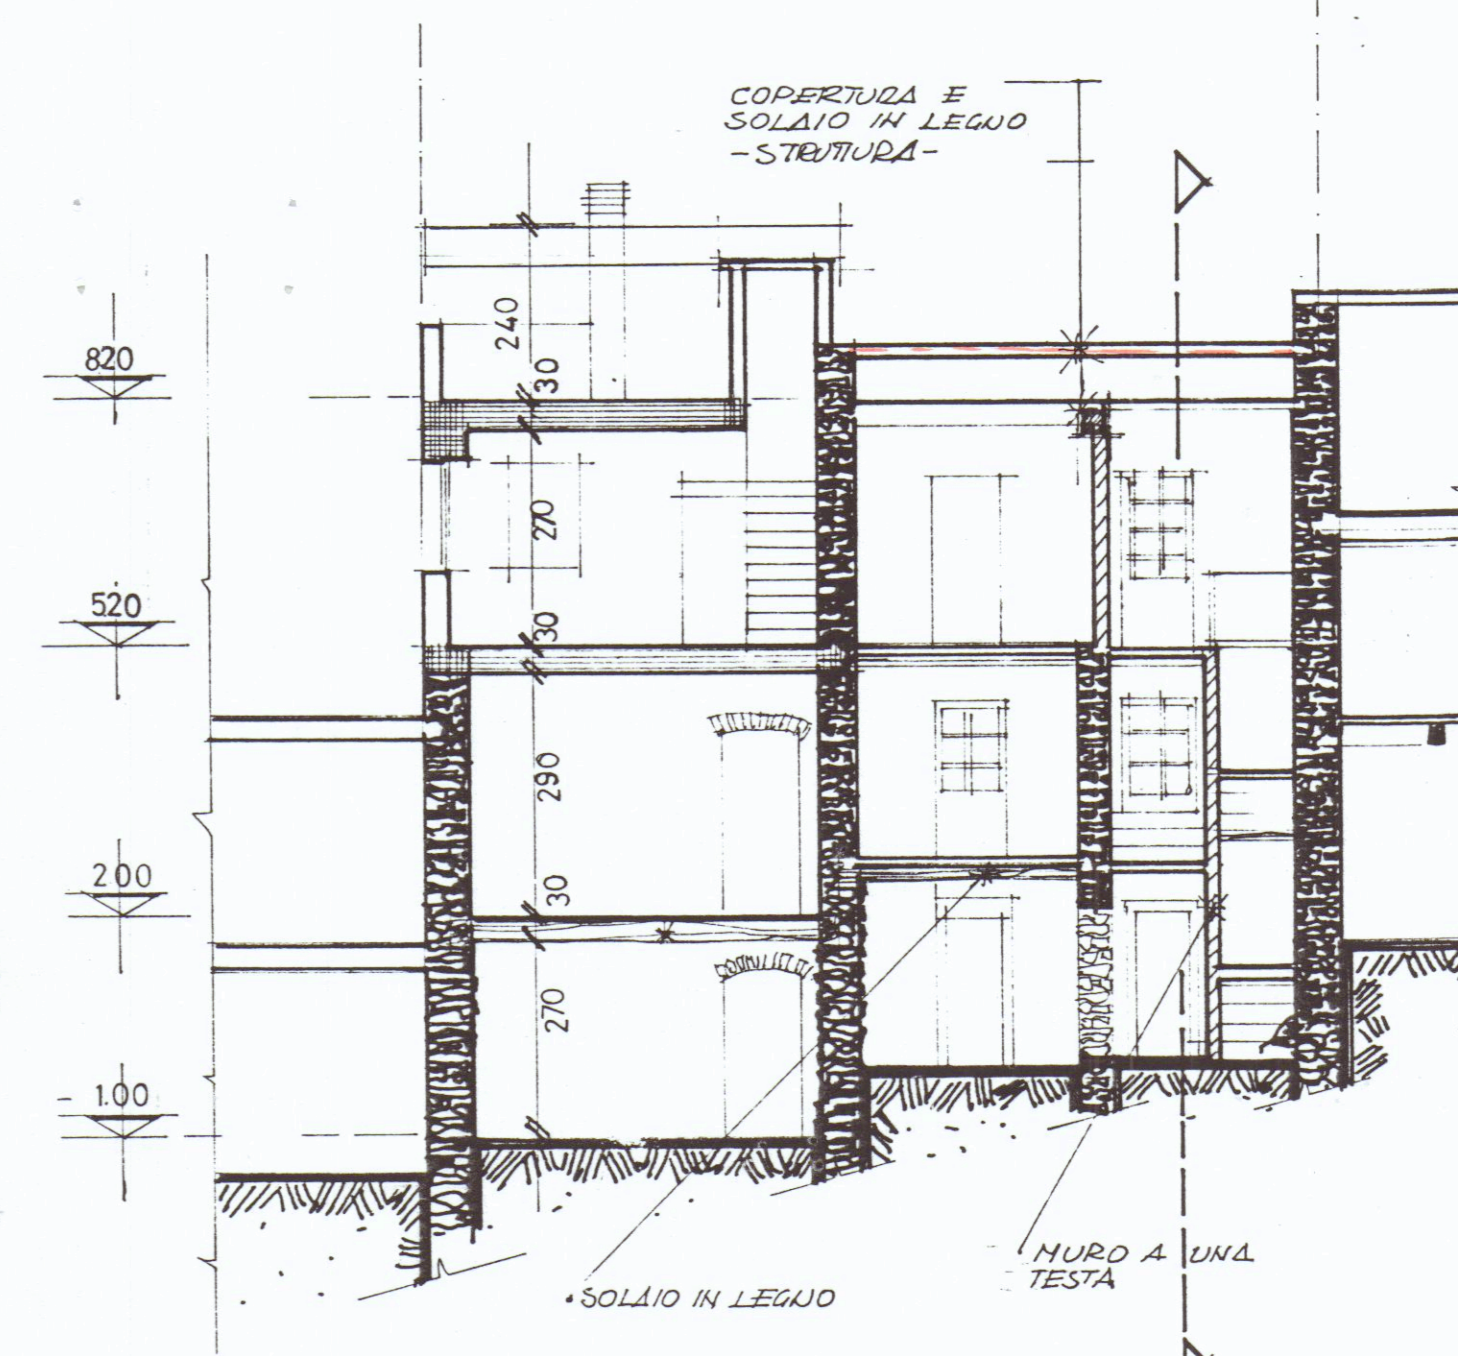 COPERTURA E
SOLAIO IN LEGNO
-STRUTTURA-
240
820
30
270
520
30
290
200
30
270
- 1.00
MURO A UNA
TESTA
SOLAIO IN LEGNO